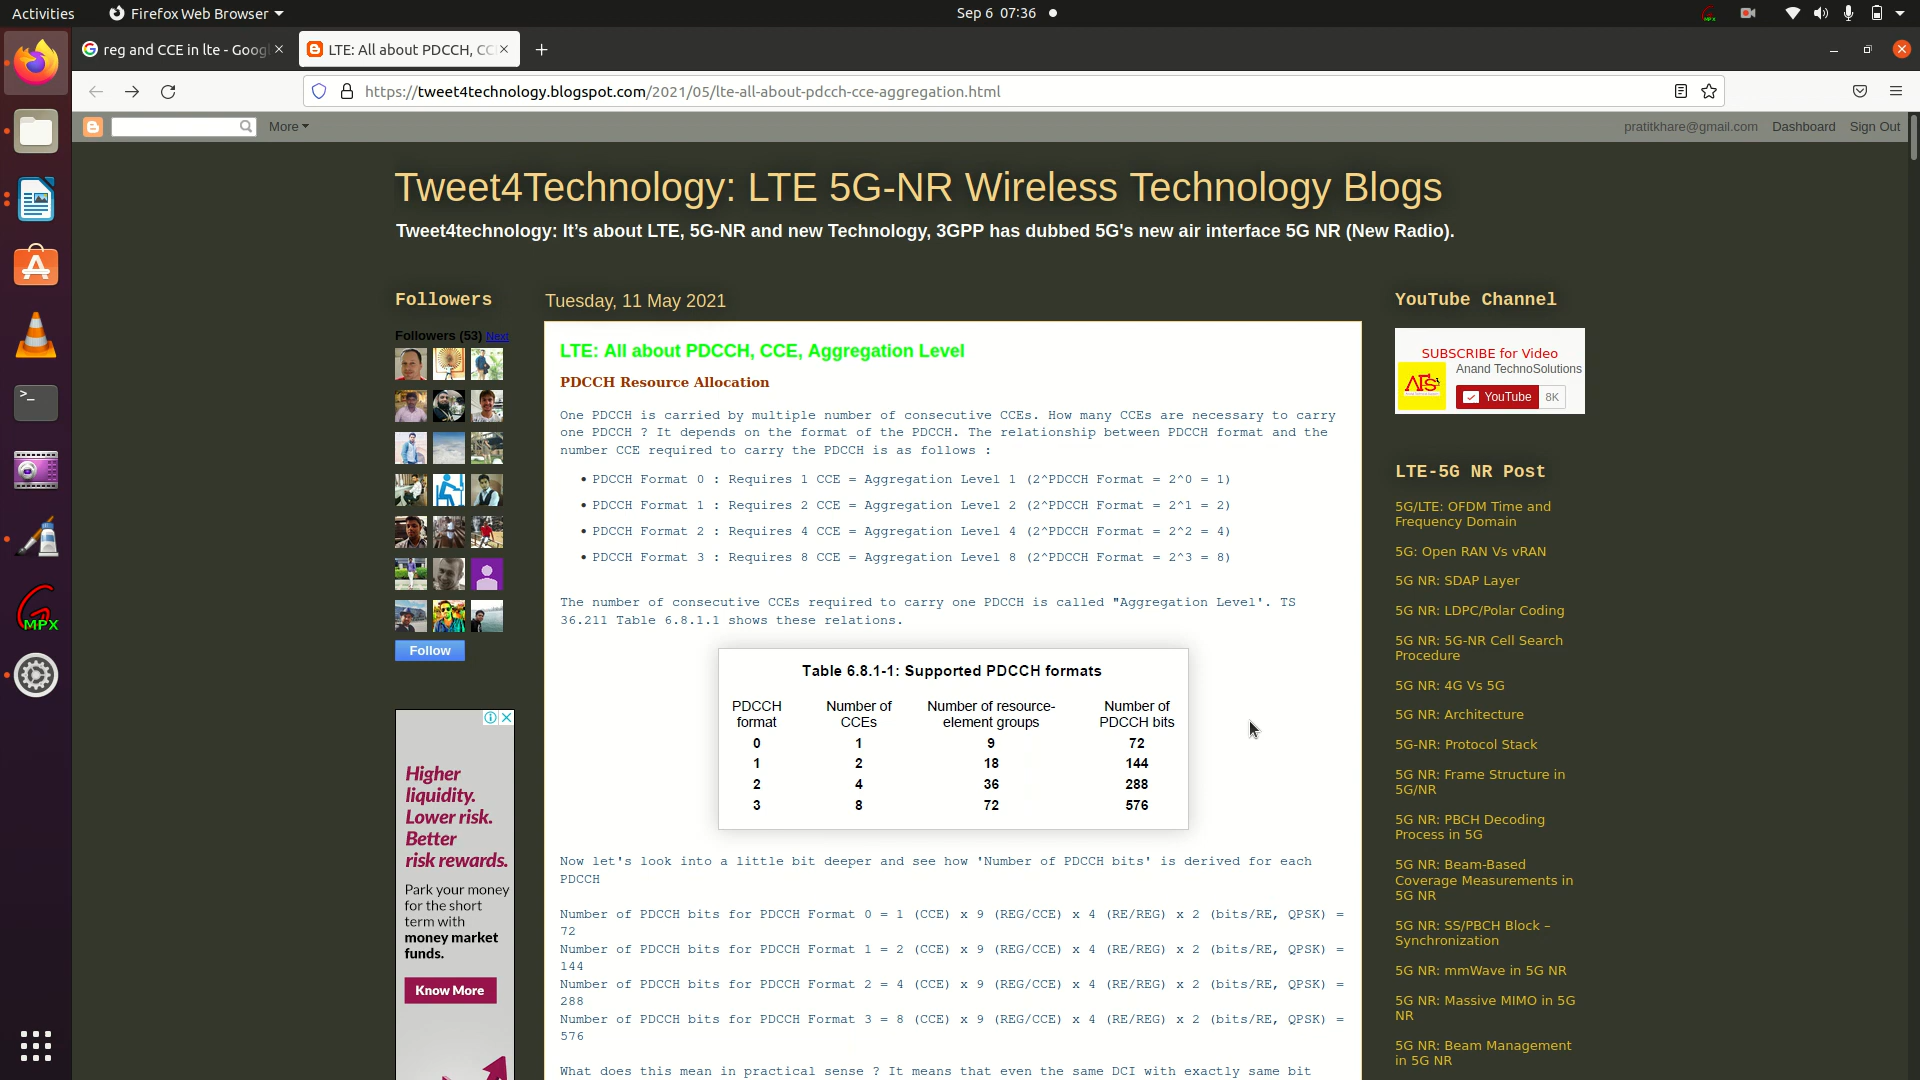 Activities
Firefox Web Browser
Sep 6 07:36
reg and CCE in lte - Goog
LTE: All about PDCCH, CC
https://tweet4technology.blogspot.com/2021/05/lte-all-about-pdcch-cce-aggregation.html
More
pratitkhare@gmail.com Dashboard Sign Out
Tweet4Technology: LTE 5G-NR Wireless Technology Blogs
Tweet4technology: It’s about LTE, 5G-NR and new Technology, 3GPP has dubbed 5G's new air interface 5G NR (New Radio).
Followers
Followers (53) Next
Follow
Higher
liquidity.
Lower risk.
Better
risk rewards.
Park your money
for the short
term with
money market
funds.
Know More
Tuesday, 11 May 2021
LTE: All about PDCCH, CCE, Aggregation Level
PDCCH Resource Allocation
One PDCCH is carried by multiple number of consecutive CCEs. How many CCEs are necessary to carry
one PDCCH ? It depends on the format of the PDCCH. The relationship between PDCCH format and the
number CCE required to carry the PDCCH is as follows :
• PDCCH Format 0 : Requires 1 CCE = Aggregation Level 1 (2^PDCCH Format = 2^0 = 1)
• PDCCH Format 1 : Requires 2 CCE = Aggregation Level 2 (2^PDCCH Format = 2^1 = 2)
• PDCCH Format 2 : Requires 4 CCE = Aggregation Level 4 (2^PDCCH Format = 2^2 = 4)
• PDCCH Format 3 : Requires 8 CCE = Aggregation Level 8 (2^PDCCH Format = 2^3 = 8)
The number of consecutive CCEs required to carry one PDCCH is called "Aggregation Level'. TS
36.211 Table 6.8.1.1 shows these relations.
Table 6.8.1-1: Supported PDCCH formats
PDCCH Number of Number of resource- Number of
format CCEs element groups PDCCH bits
0 1 9 72
1 2 18 144
2 4 36 288
3 8 72 576
Now let's look into a little bit deeper and see how 'Number of PDCCH bits' is derived for each
PDCCH
Number of PDCCH bits for PDCCH Format 0 = 1 (CCE) x 9 (REG/CCE) x 4 (RE/REG) x 2 (bits/RE, QPSK) =
72
Number of PDCCH bits for PDCCH Format 1 = 2 (CCE) x 9 (REG/CCE) x 4 (RE/REG) x 2 (bits/RE, QPSK) =
144
Number of PDCCH bits for PDCCH Format 2 = 4 (CCE) x 9 (REG/CCE) x 4 (RE/REG) x 2 (bits/RE, QPSK) =
288
Number of PDCCH bits for PDCCH Format 3 = 8 (CCE) x 9 (REG/CCE) x 4 (RE/REG) x 2 (bits/RE, QPSK) =
576
What does this mean in practical sense ? It means that even the same DCI with exactly same bit
YouTube Channel
SUBSCRIBE for Video
ATS
Anand TechnoSolutions
YouTube 8K
LTE-5G NR Post
5G/LTE: OFDM Time and
Frequency Domain
5G: Open RAN Vs vRAN
5G NR: SDAP Layer
5G NR: LDPC/Polar Coding
5G NR: 5G-NR Cell Search
Procedure
5G NR: 4G Vs 5G
5G NR: Architecture
5G-NR: Protocol Stack
5G NR: Frame Structure in
5G/NR
5G NR: PBCH Decoding
Process in 5G
5G NR: Beam-Based
Coverage Measurements in
5G NR
5G NR: SS/PBCH Block –
Synchronization
5G NR: mmWave in 5G NR
5G NR: Massive MIMO in 5G
NR
5G NR: Beam Management
in 5G NR
MPX